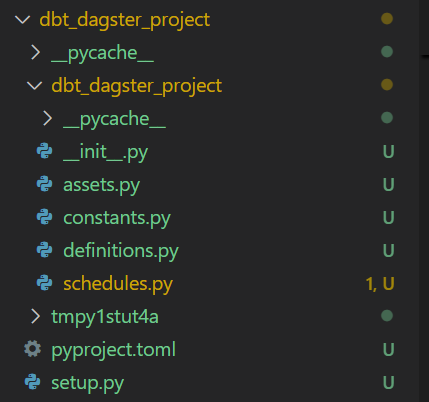 dbt_dagster_project
__pycache__
dbt_dagster_project
__pycache__
__init__.py
U
assets.py
U
constants.py
U
definitions.py
U
schedules.py
1, U
tmpy1stut4a
pyproject.toml
U
setup.py
U